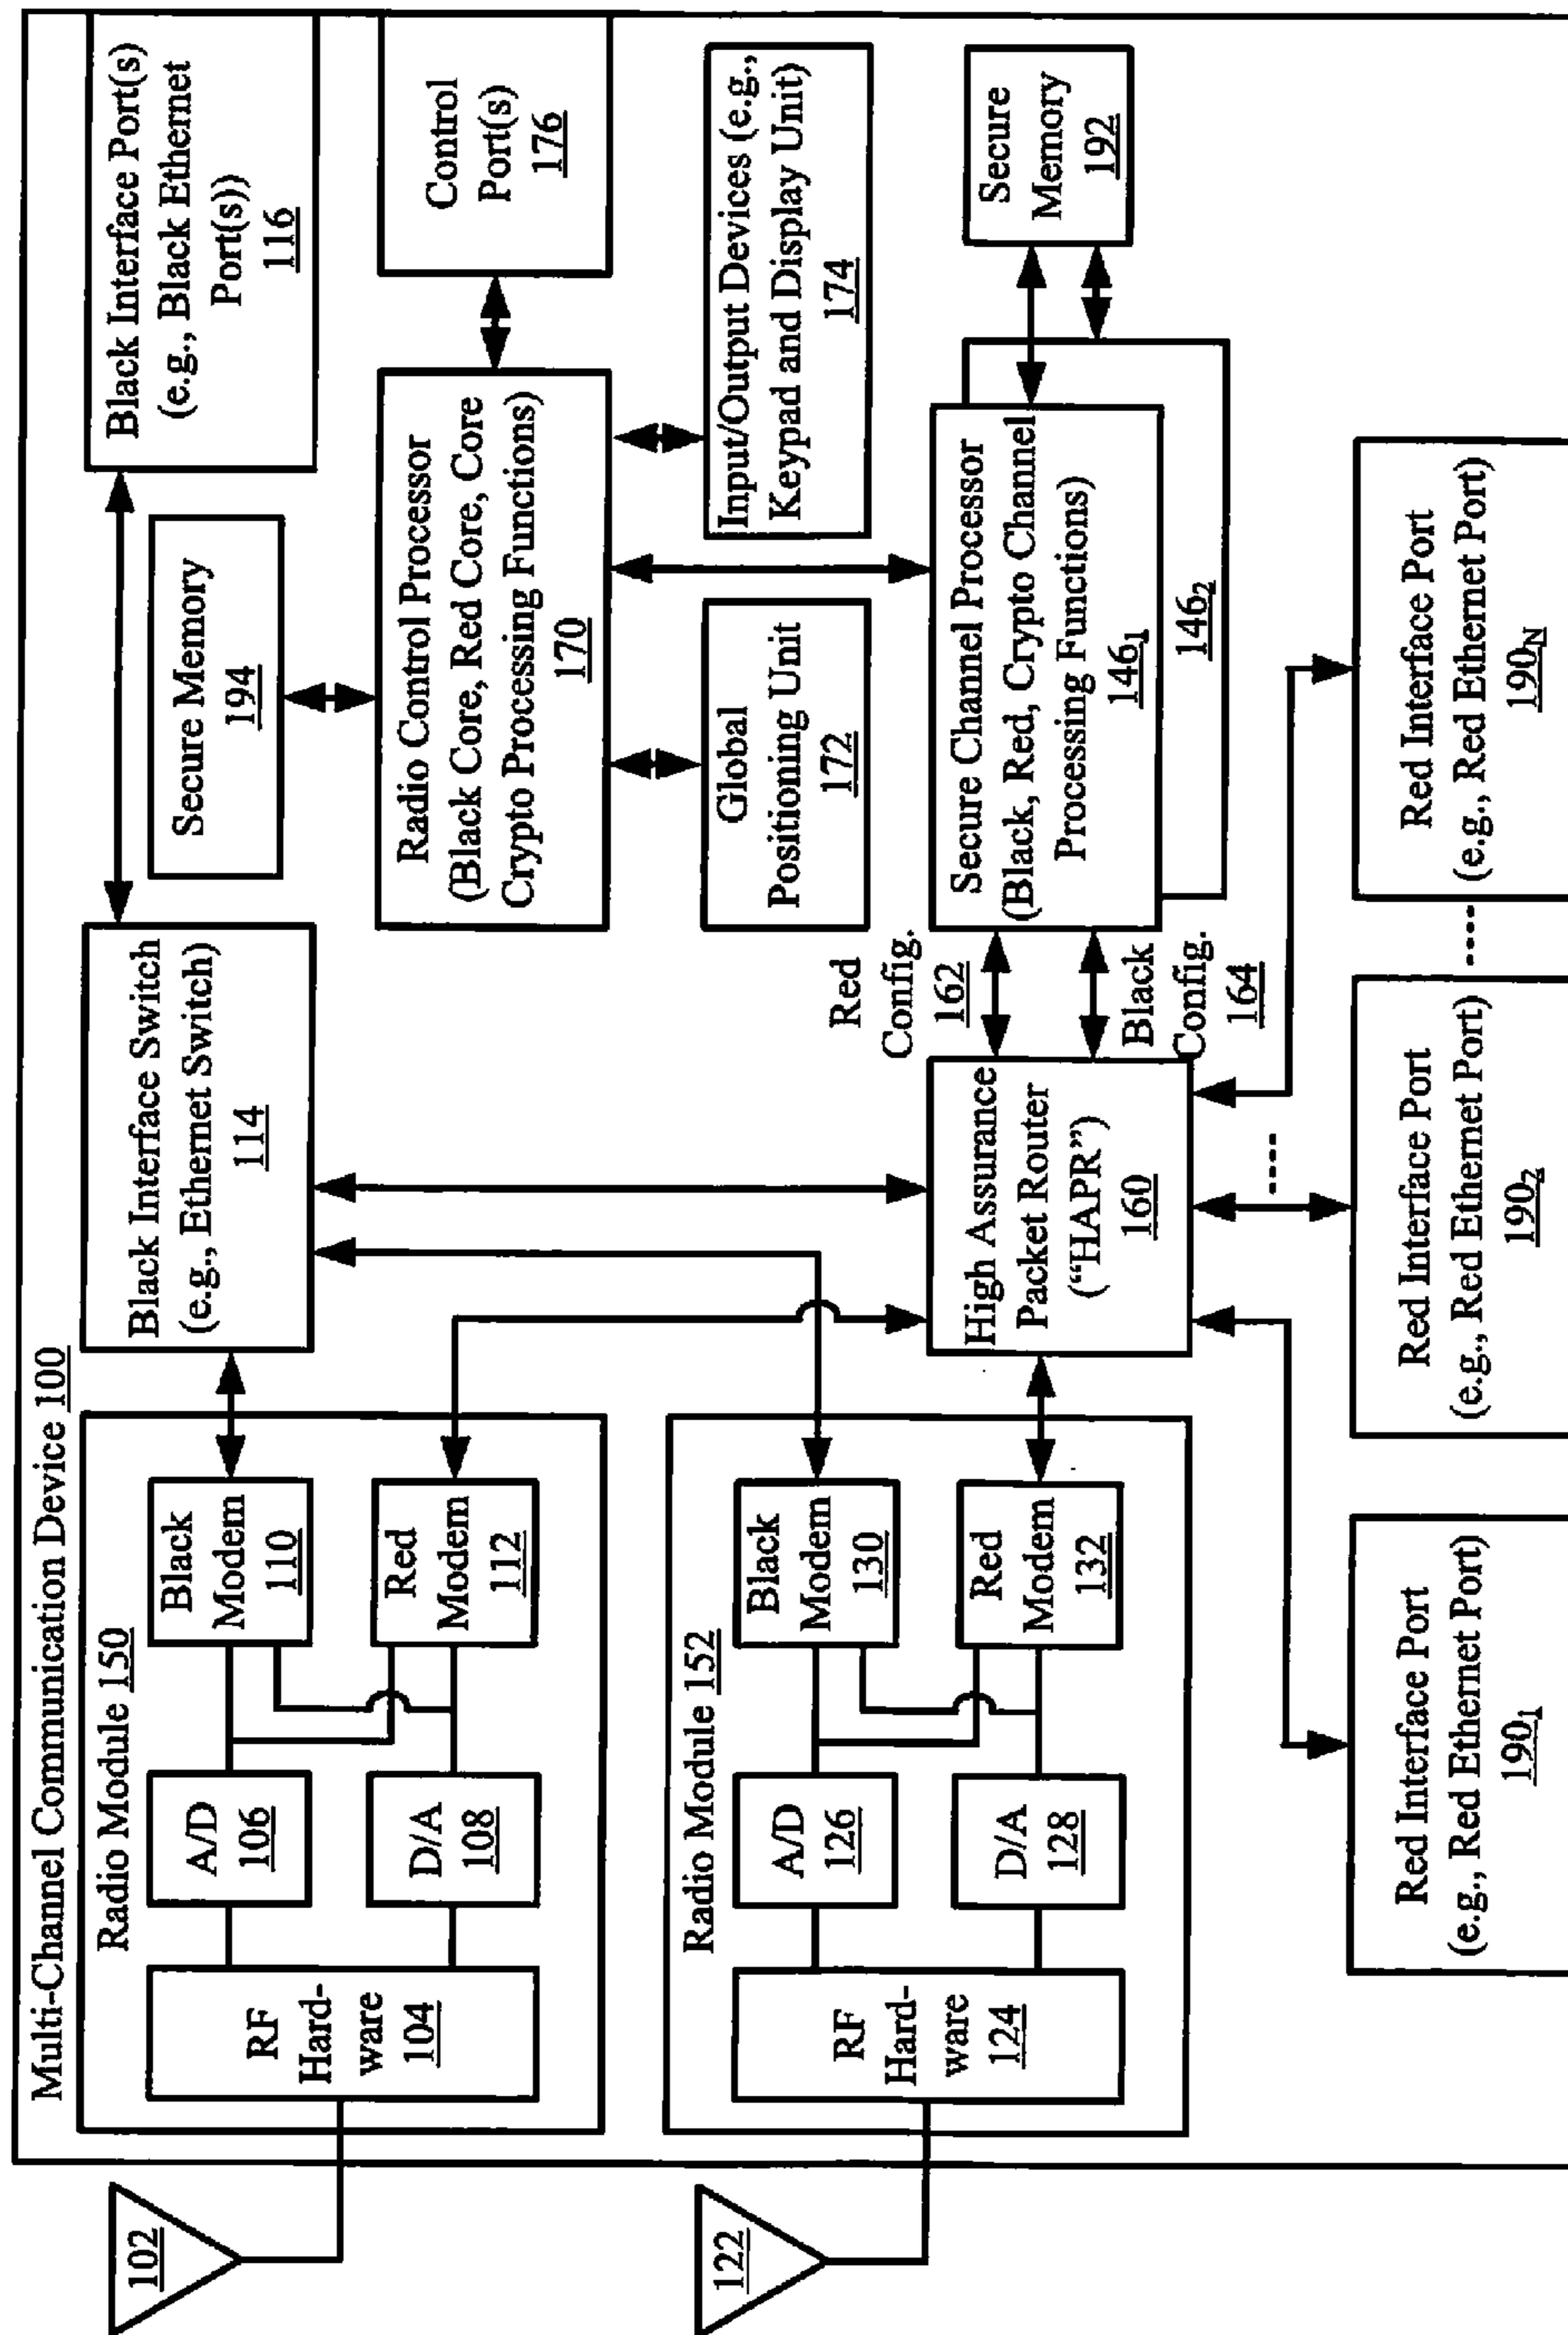 Multi-Channel Communication Device 100
Radio Module 150
102
RF
Hard-
ware
104
A/D
106
D/A
108
Black
Modem
110
Red
Modem
112
Radio Module 152
122
RF
Hard-
ware
124
A/D
126
D/A
128
Black
Modem
130
Red
Modem
132
Black Interface Switch
(e.g., Ethernet Switch)
114
Black Interface Port(s)
(e.g., Black Ethernet
Port(s))
116
Secure Memory
194
Radio Control Processor
(Black Core, Red Core, Core
Crypto Processing Functions)
170
Control
Port(s)
176
Global
Positioning Unit
172
Input/Output Devices (e.g.,
Keypad and Display Unit)
174
High Assurance
Packet Router
("HAPR")
160
Red
Config.
162
Black
Config.
164
Secure Channel Processor
(Black, Red, Crypto Channel
Processing Functions)
146₁
146₂
Secure
Memory
192
Red Interface Port
(e.g., Red Ethernet Port)
190₁
Red Interface Port
(e.g., Red Ethernet Port)
190₂
Red Interface Port
(e.g., Red Ethernet Port)
190N